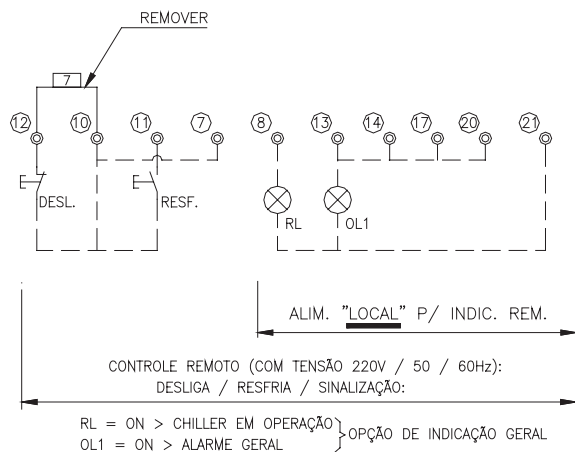 REMOVER
7
12 10 11 7 8 13 14 17 20 21
DESL. RESF. RL OL1
ALIM. "LOCAL" P/ INDIC. REM.
CONTROLE REMOTO (COM TENSÃO 220V / 50 / 60Hz):
DESLIGA / RESFRIA / SINALIZAÇÃO:
RL = ON > CHILLER EM OPERAÇÃO
OL1 = ON > ALARME GERAL
OPÇÃO DE INDICAÇÃO GERAL